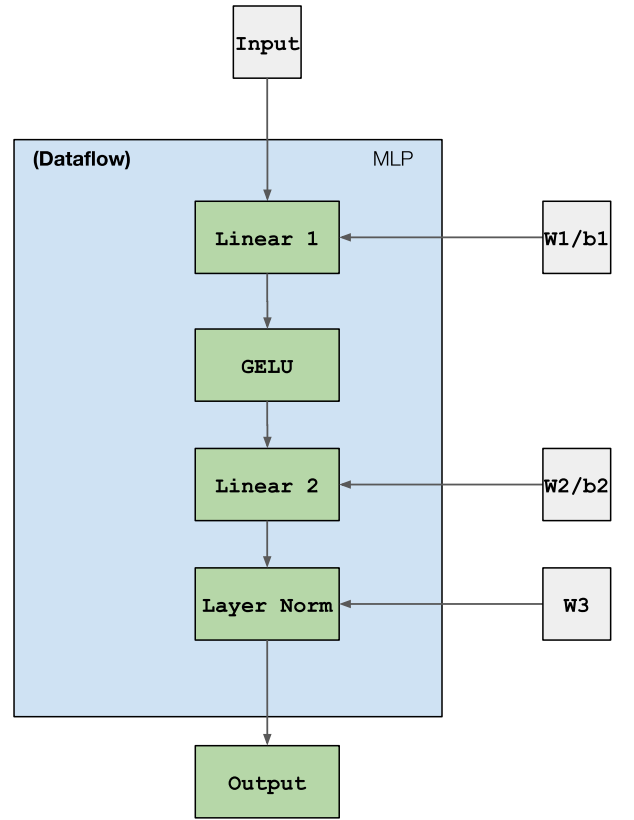 Input
(Dataflow) MLP
Linear 1
W1/b1
GELU
Linear 2
W2/b2
Layer Norm
W3
Output